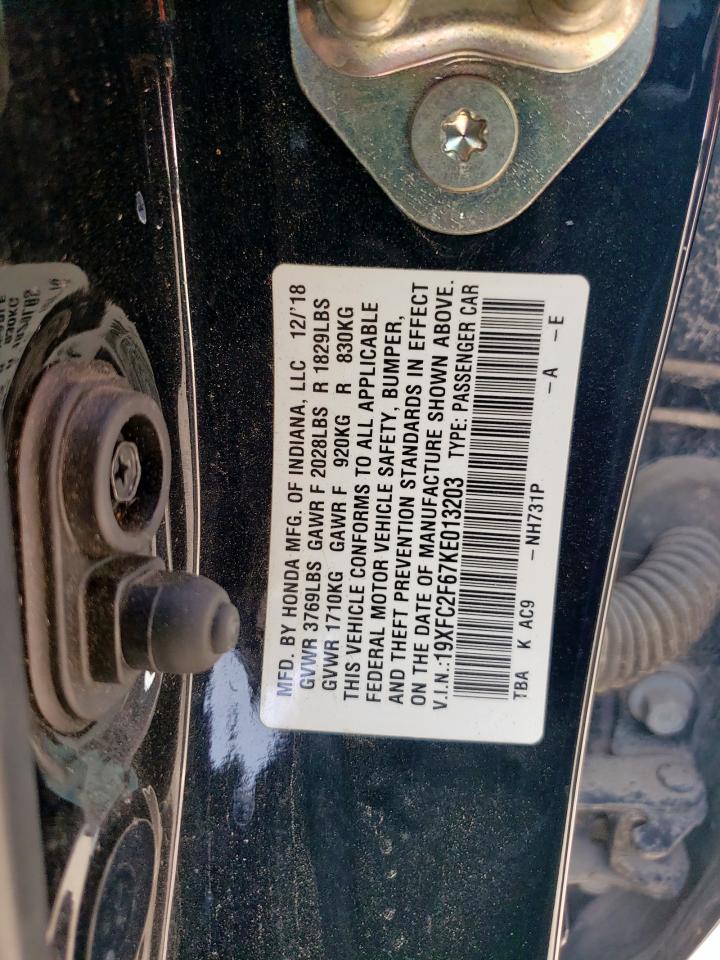 MFD. BY HONDA MFG. OF INDIANA, LLC 12/'18
GVWR 3769LBS GAWR F 2028LBS R 1829LBS
GVWR 1710KG GAWR F 920KG R 830KG
THIS VEHICLE CONFORMS TO ALL APPLICABLE
FEDERAL MOTOR VEHICLE SAFETY, BUMPER,
AND THEFT PREVENTION STANDARDS IN EFFECT
ON THE DATE OF MANUFACTURE SHOWN ABOVE.
V.I.N.:19XFC2F67KE013203 TYPE: PASSENGER CAR
TBA K AC9 -NH731P -A -E